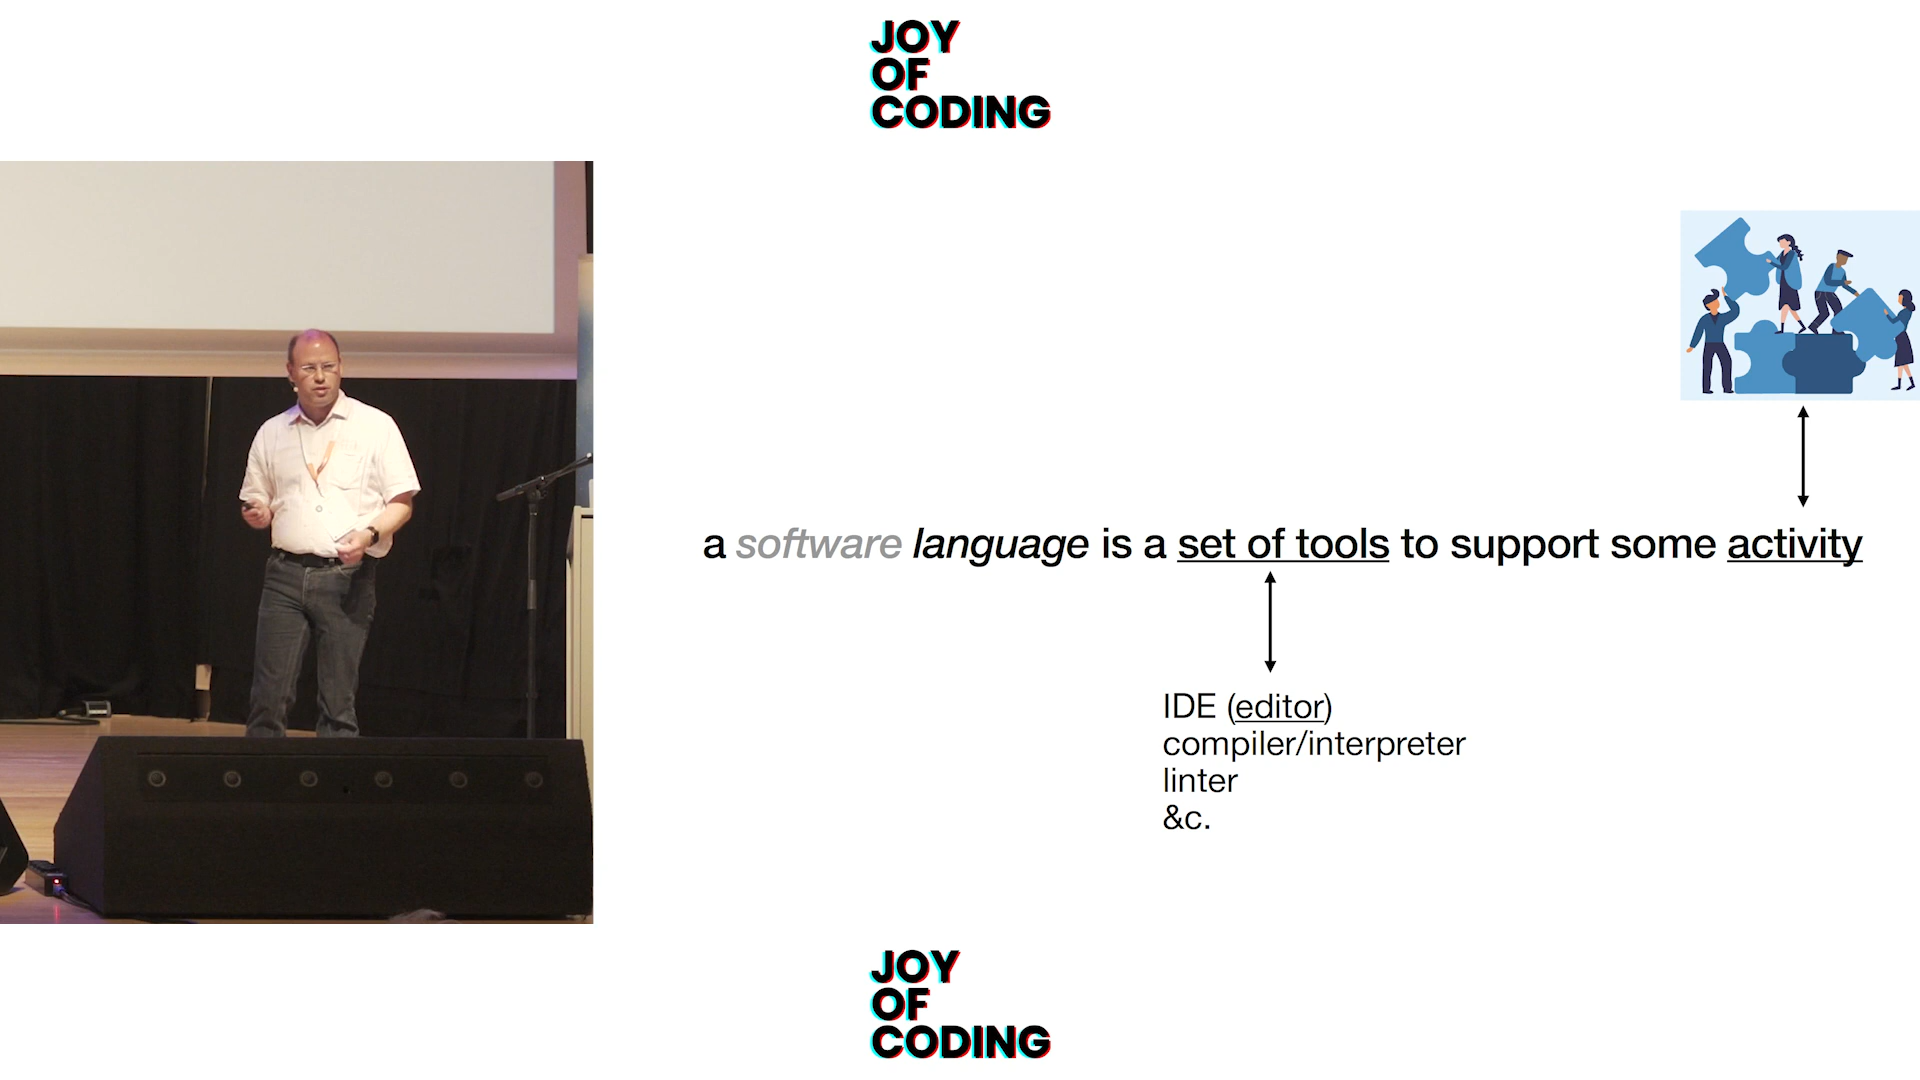 JOY
OF
CODING
a software language is a set of tools to support some activity
IDE (editor)
compiler/interpreter
linter
&c.
JOY
OF
CODING